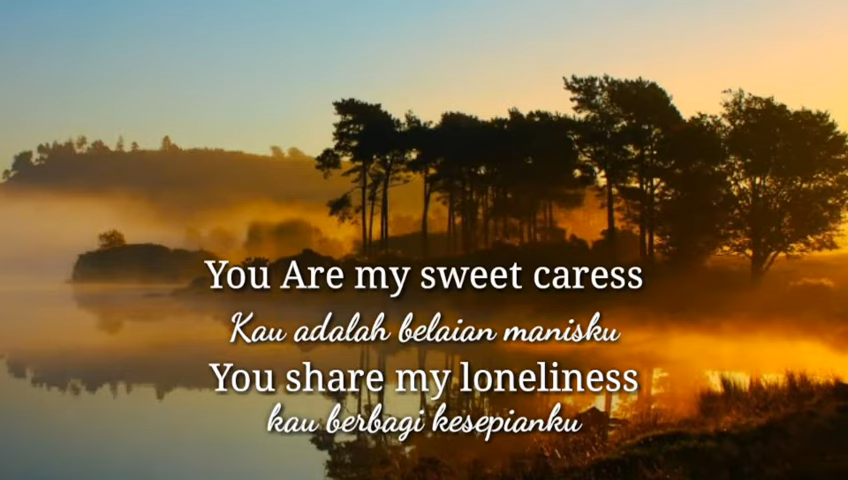 You Are my sweet caress
Kau adalah belaian manisku
You share my loneliness
kau berbagi kesepianku